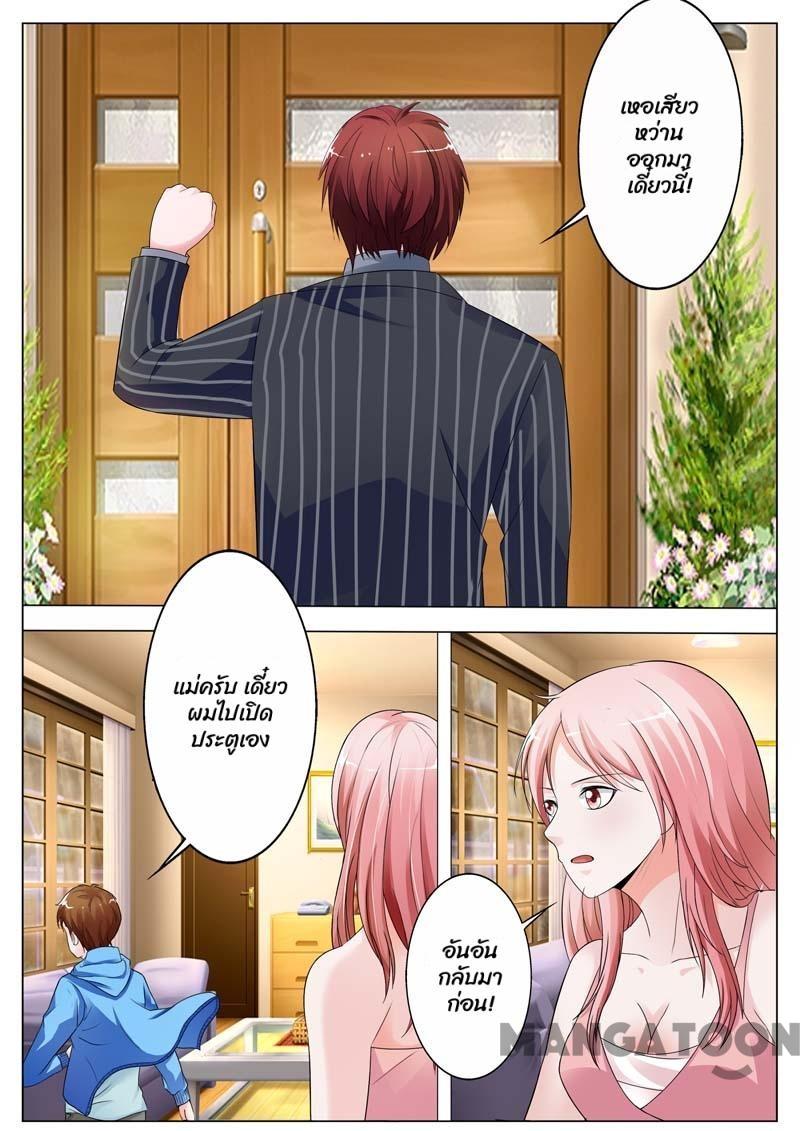 เหอเสียว
หว่าน
ออกมา
เดี๋ยวนี้!
แม่ครับ เดี๋ยว
ผมไปเปิด
ประตูเอง
อันอัน
กลับมา
ก่อน!
MANGATOON